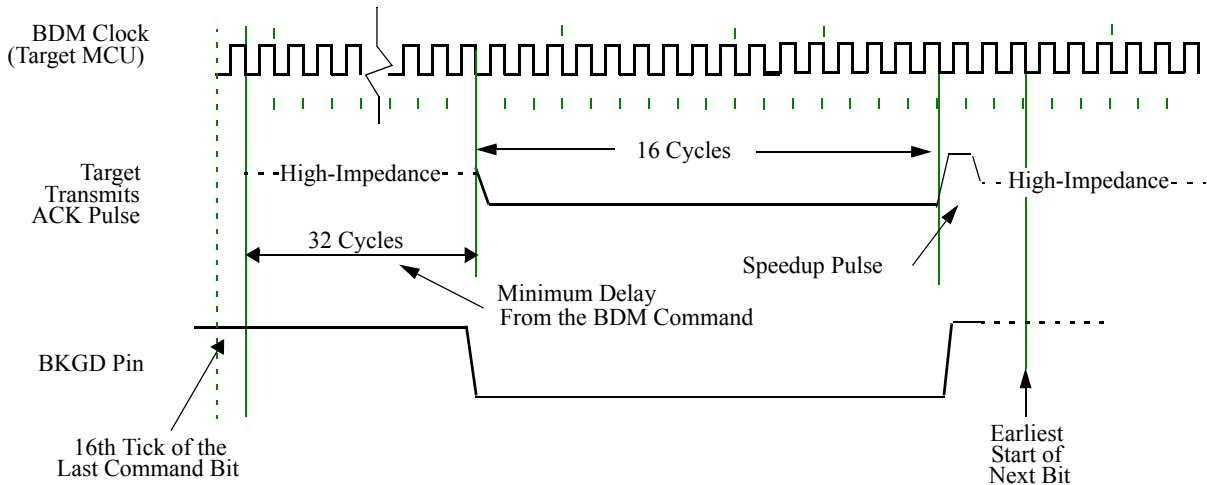 BDM Clock
(Target MCU)
16 Cycles
Target
Transmits
ACK Pulse
High-Impedance
High-Impedance
32 Cycles
Speedup Pulse
Minimum Delay
From the BDM Command
BKGD Pin
16th Tick of the
Last Command Bit
Earliest
Start of
Next Bit